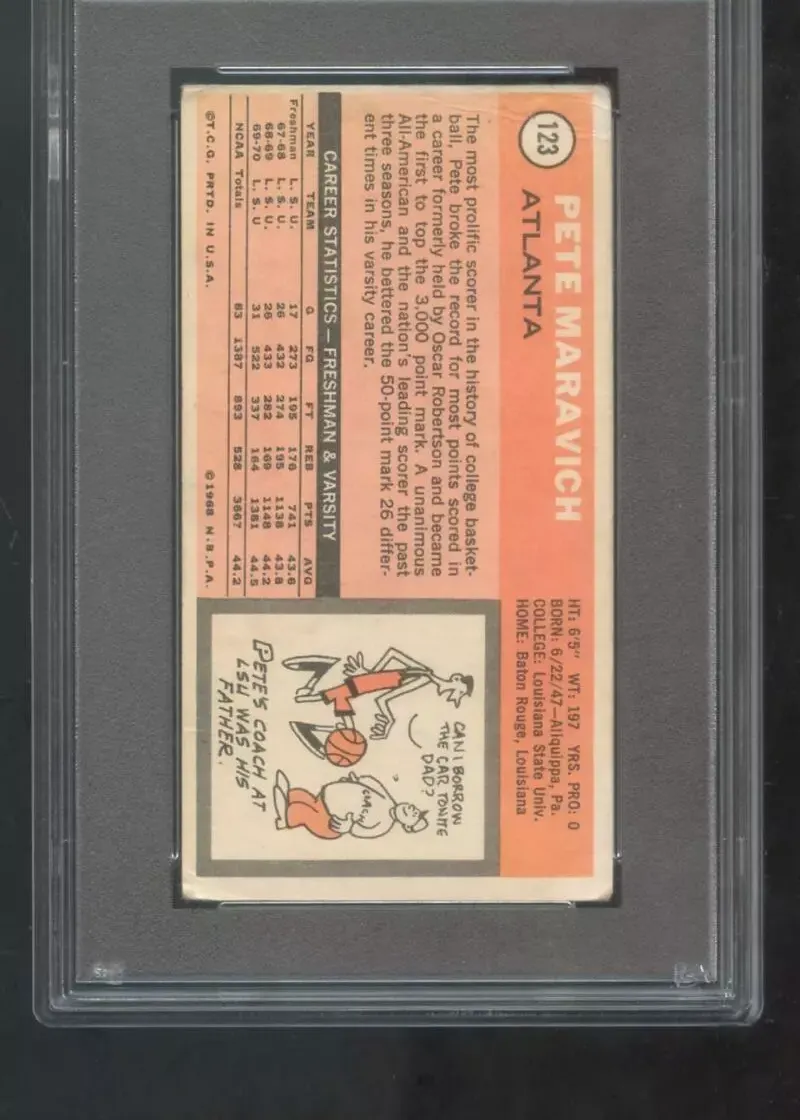 123
PETE MARAVICH
ATLANTA
HT: 6'5" WT: 197 YRS. PRO: 0
BORN: 6/22/47—Aliquippa, Pa.
COLLEGE: Louisiana State Univ.
HOME: Baton Rouge, Louisiana
The most prolific scorer in the history of college basket-
ball, Pete broke the record for most points scored in
a career formerly held by Oscar Robertson and became
the first to top the 3,000 point mark. A unanimous
All-American and the nation's leading scorer the past
three seasons, he bettered the 50-point mark 26 differ-
ent times in his varsity career.
CAREER STATISTICS — FRESHMAN & VARSITY
YEAR TEAM G FG FT REB PTS AVG
Freshman L. S. U. 17 273 195 176 741 43.6
67-68 L. S. U. 26 432 274 195 1138 43.8
68-69 L. S. U. 26 433 282 169 1148 44.2
69-70 L. S. U. 31 522 337 164 1381 44.5
NCAA Totals 83 1387 893 528 3667 44.2
©T.C.G. PRTD. IN U.S.A. ©1968 N.B.P.A.
CAN I BORROW
THE CAR TONITE
DAD?
COACH
PETE'S COACH AT
LSU WAS HIS
FATHER.